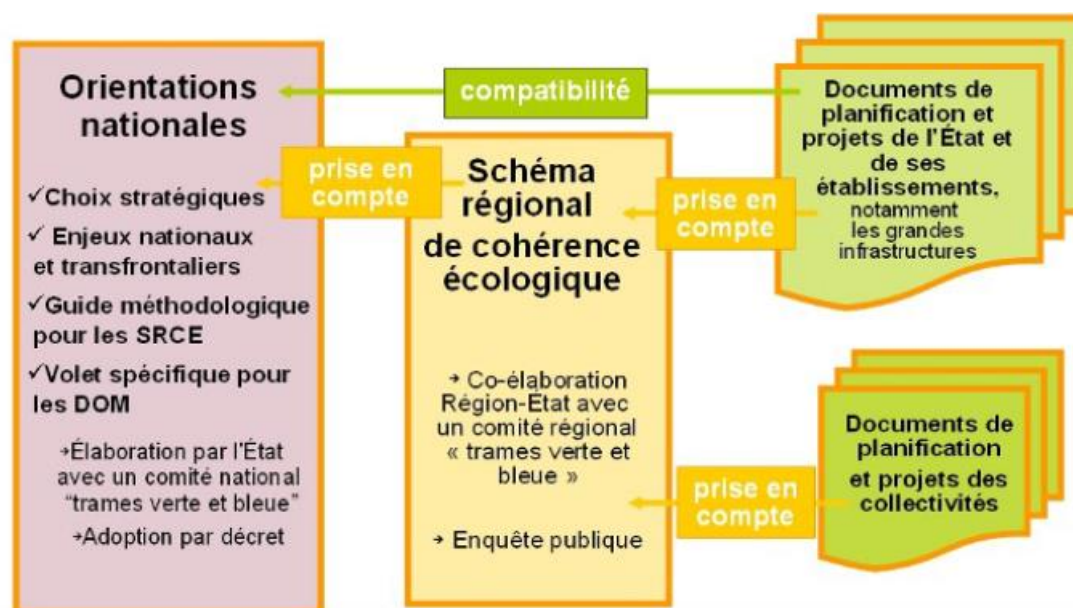 Orientations
nationales
✓Choix stratégiques
✓ Enjeux nationaux
et transfrontaliers
✓Guide méthodologique
pour les SRCE
✓Volet spécifique pour
les DOM
→Élaboration par l'État
avec un comité national
"trames verte et bleue"
→Adoption par décret
compatibilité
prise en
compte
Schéma
régional
de cohérence
écologique
→ Co-élaboration
Région-Etat avec
un comité régional
« trames verte et
bleue »
→ Enquête publique
prise en
compte
Documents de
planification et
projets de l'État et
de ses
établissements,
notamment
les grandes
infrastructures
prise en
compte
Documents de
planification
et projets des
collectivités